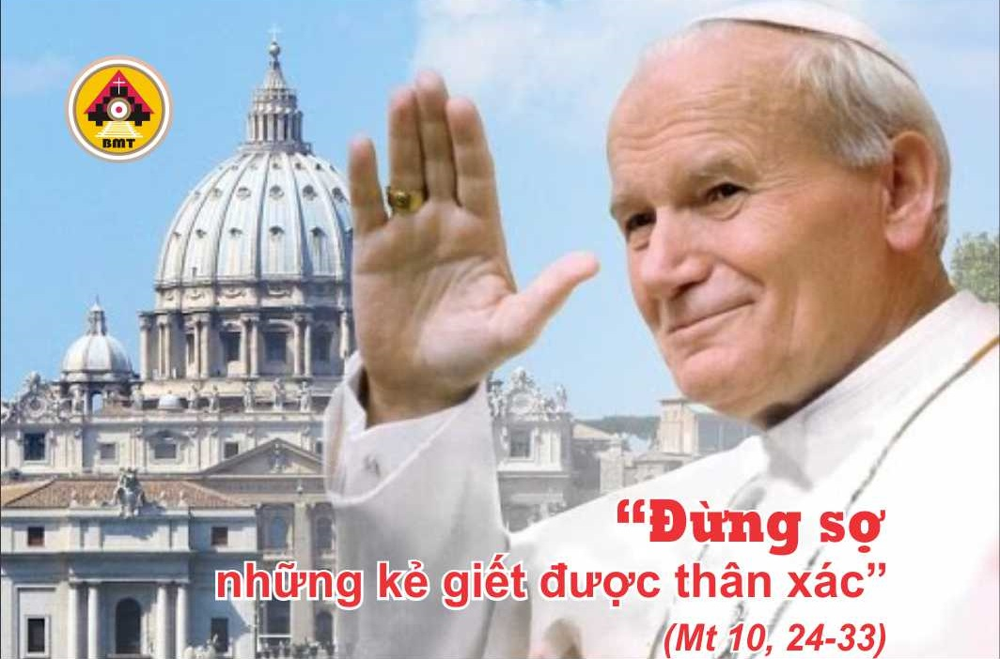 BMT
“Đừng sợ
những kẻ giết được thân xác”
(Mt 10, 24-33)